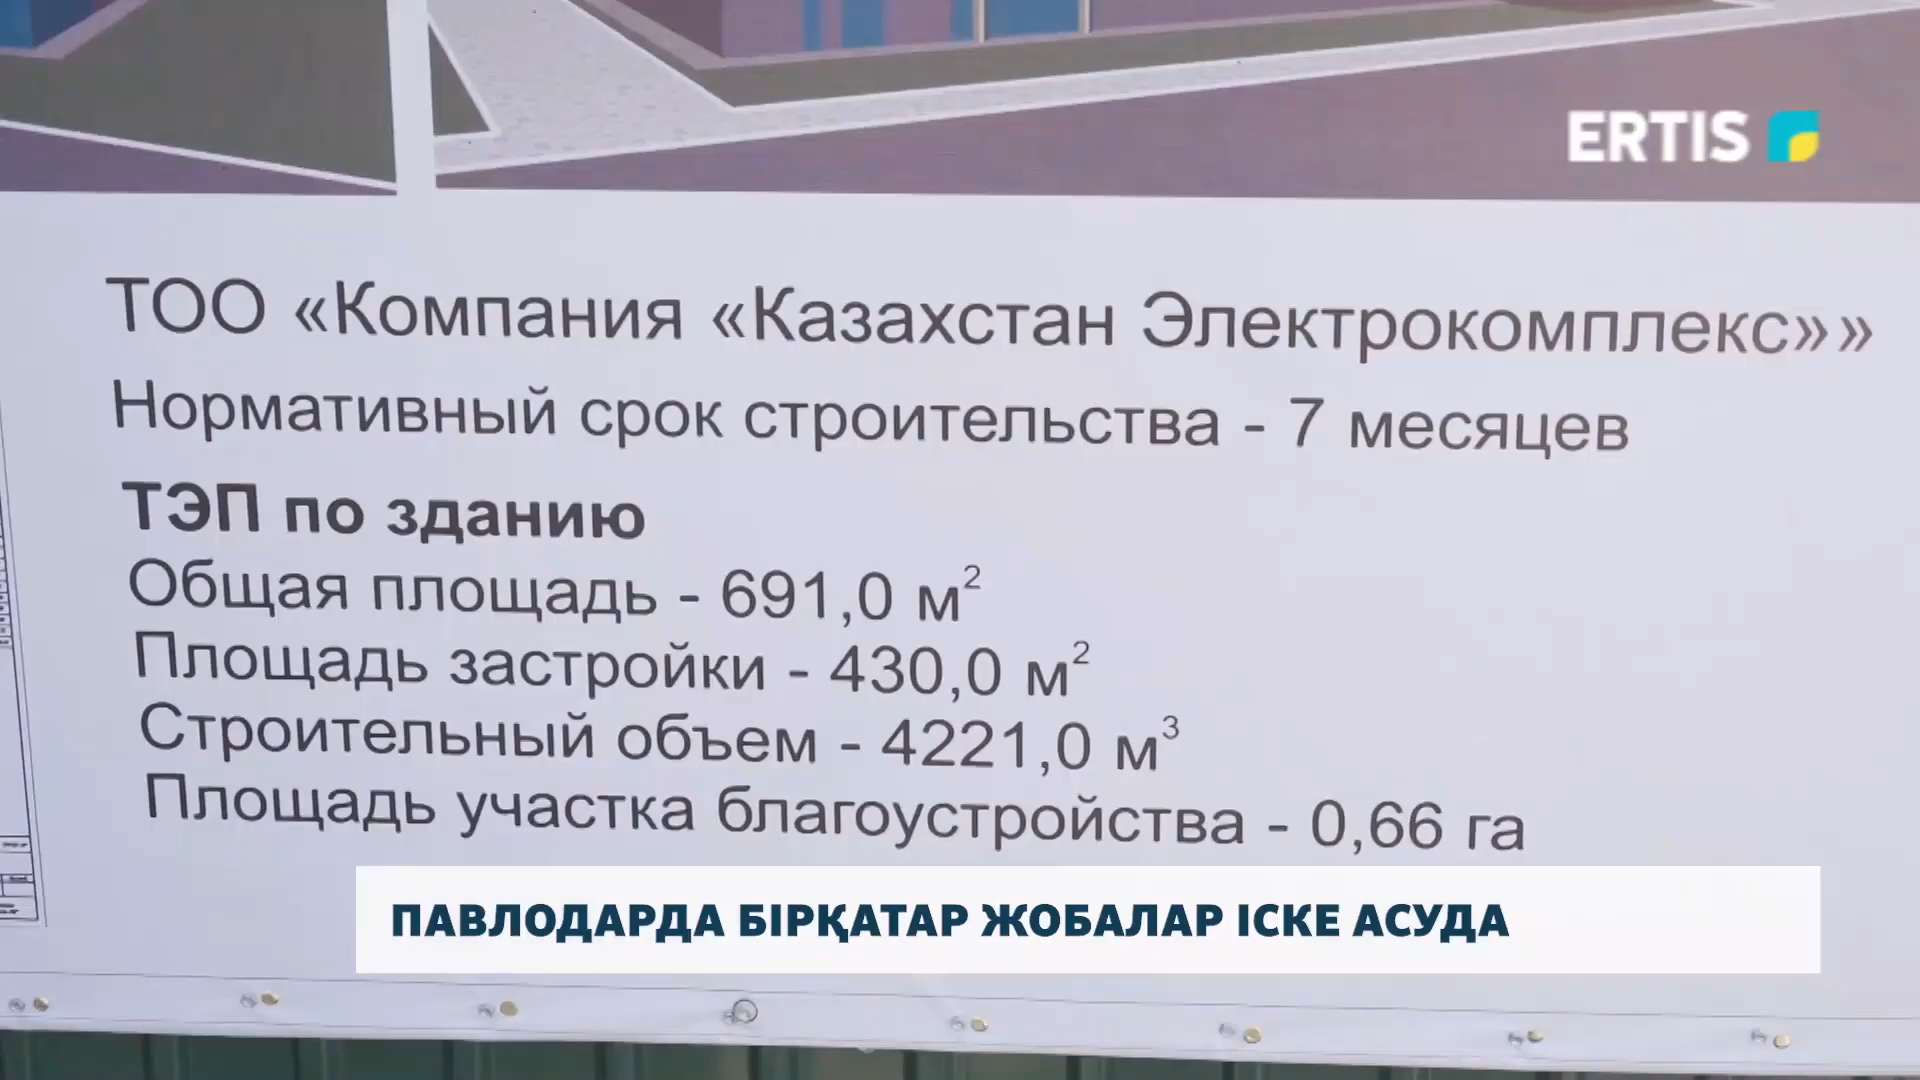 ERTIS
ТОО «Компания «Казахстан Электрокомплекс»»
Нормативный срок строительства - 7 месяцев
ТЭП по зданию
Общая площадь - 691,0 м²
Площадь застройки - 430,0 м²
Строительный объем - 4221,0 м³
Площадь участка благоустройства - 0,66 га
ПАВЛОДАРДА БІРҚАТАР ЖОБАЛАР ІСКЕ АСУДА